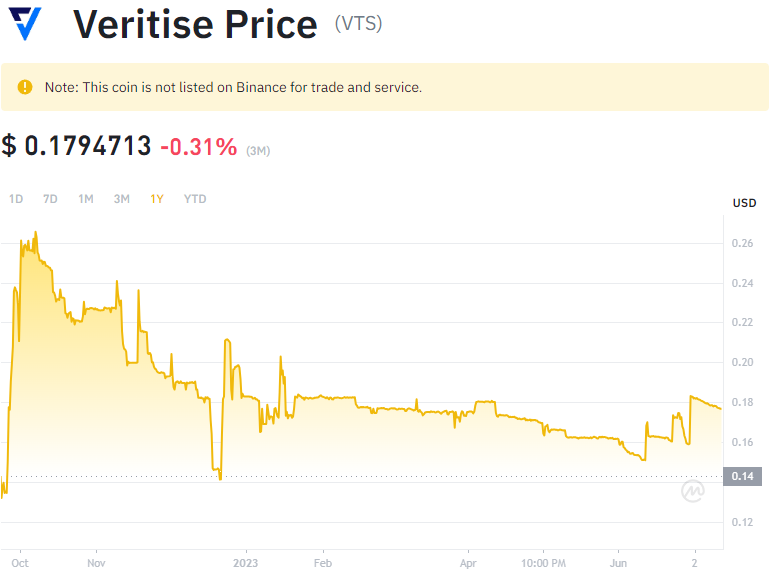 Veritise Price (VTS)
Note: This coin is not listed on Binance for trade and service.
$ 0.1794713 -0.31% (3M)
1D 7D 1M 3M 1Y YTD
USD
0.26
0.24
0.22
0.20
0.18
0.16
0.14
0.12
Oct Nov 2023 Feb Apr 10:00 PM Jun 2